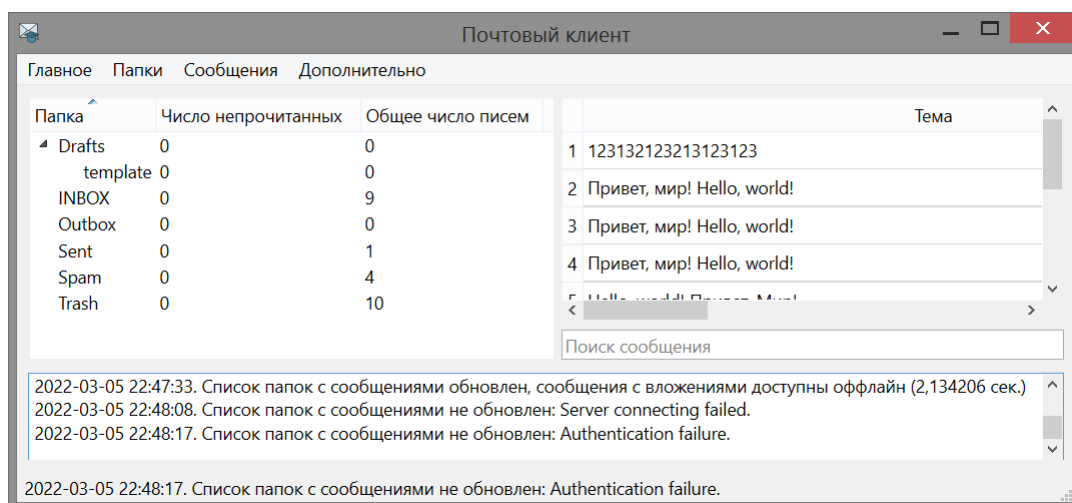 Почтовый клиент
Главное Папки Сообщения Дополнительно
Папка Число непрочитанных Общее число писем
Drafts 0 0
template 0 0
INBOX 0 9
Outbox 0 0
Sent 0 1
Spam 0 4
Trash 0 10
Тема
1 123132123213123123
2 Привет, мир! Hello, world!
3 Привет, мир! Hello, world!
4 Привет, мир! Hello, world!
Поиск сообщения
2022-03-05 22:47:33. Список папок с сообщениями обновлен, сообщения с вложениями доступны оффлайн (2,134206 сек.)
2022-03-05 22:48:08. Список папок с сообщениями не обновлен: Server connecting failed.
2022-03-05 22:48:17. Список папок с сообщениями не обновлен: Authentication failure.
2022-03-05 22:48:17. Список папок с сообщениями не обновлен: Authentication failure.